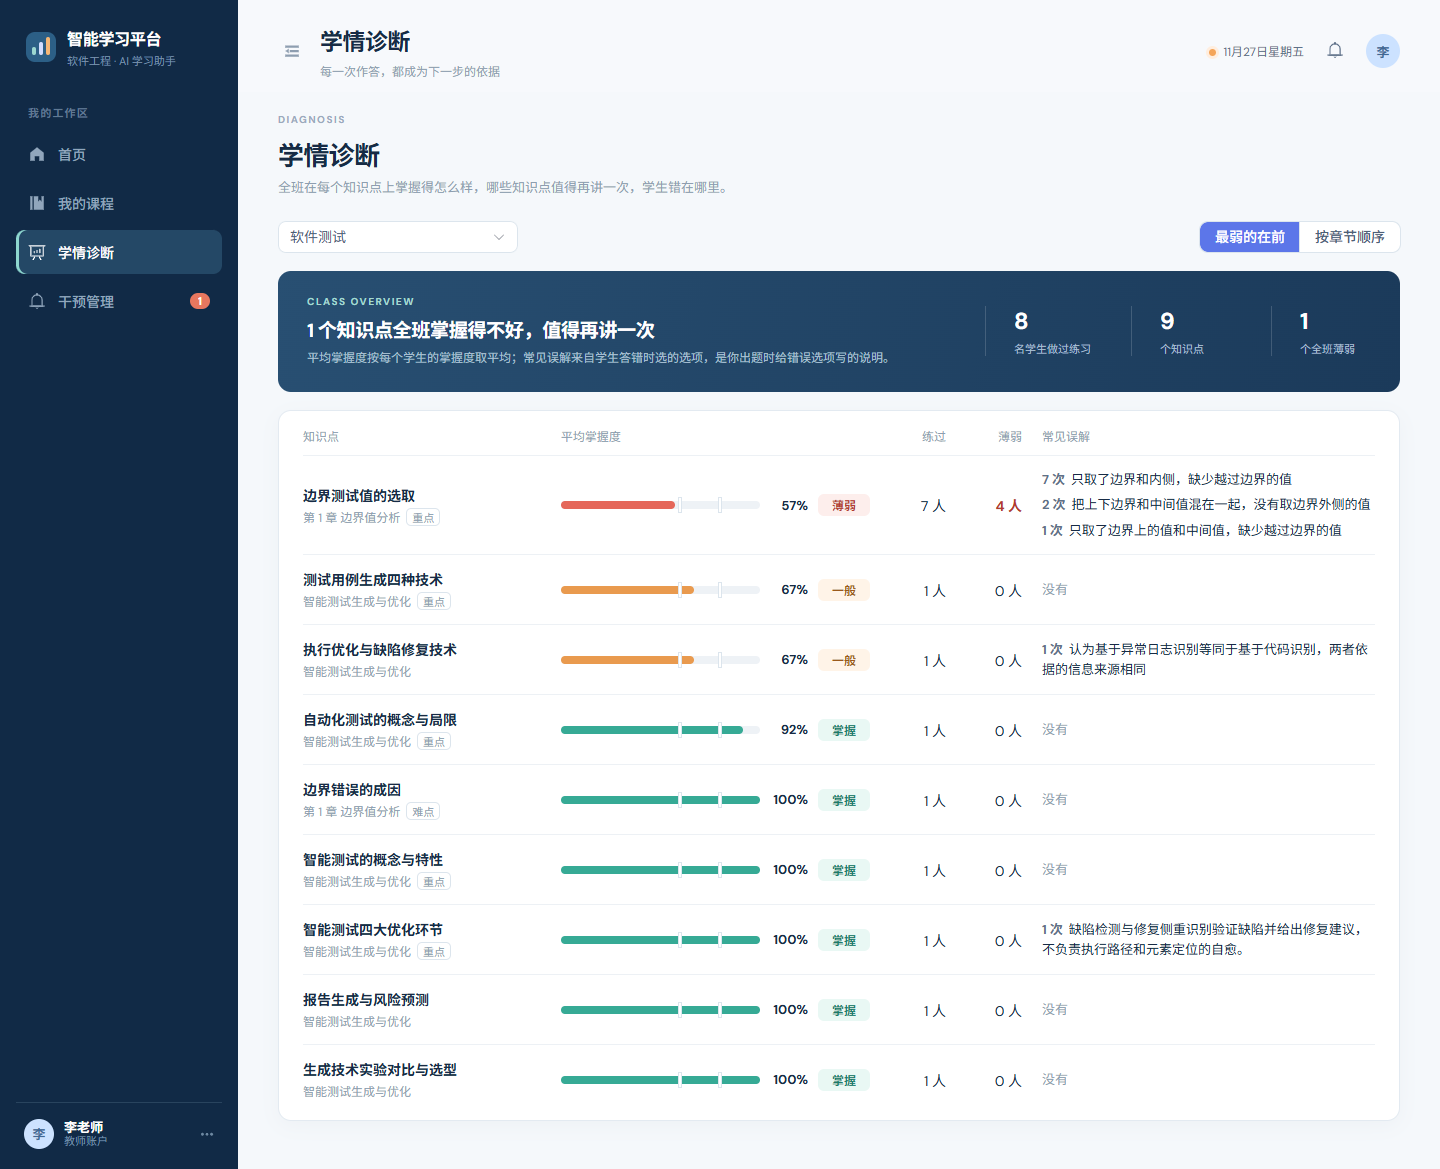 智能学习平台
软件工程 · AI 学习助手
我的工作区
首页
我的课程
学情诊断
干预管理
1
李
李老师
教师账户
学情诊断
每一次作答，都成为下一步的依据
11月27日星期五
李
DIAGNOSIS
学情诊断
全班在每个知识点上掌握得怎么样，哪些知识点值得再讲一次，学生错在哪里。
软件测试
最弱的在前
按章节顺序
CLASS OVERVIEW
1 个知识点全班掌握得不好，值得再讲一次
平均掌握度按每个学生的掌握度取平均；常见误解来自学生答错时选的选项，是你出题时给错误选项写的说明。
8
名学生做过练习
9
个知识点
1
个全班薄弱
知识点 平均掌握度 练过 薄弱 常见误解
边界测试值的选取
第 1 章 边界值分析 重点
57% 薄弱 7 人 4 人
7 次 只取了边界和内侧，缺少越过边界的值
2 次 把上下边界和中间值混在一起，没有取边界外侧的值
1 次 只取了边界上的值和中间值，缺少越过边界的值
测试用例生成四种技术
智能测试生成与优化 重点
67% 一般 1 人 0 人 没有
执行优化与缺陷修复技术
智能测试生成与优化
67% 一般 1 人 0 人
1 次 认为基于异常日志识别等同于基于代码识别，两者依
据的信息来源相同
自动化测试的概念与局限
智能测试生成与优化 重点
92% 掌握 1 人 0 人 没有
边界错误的成因
第 1 章 边界值分析 难点
100% 掌握 1 人 0 人 没有
智能测试的概念与特性
智能测试生成与优化 重点
100% 掌握 1 人 0 人 没有
智能测试四大优化环节
智能测试生成与优化 重点
100% 掌握 1 人 0 人
1 次 缺陷检测与修复侧重识别验证缺陷并给出修复建议，
不负责执行路径和元素定位的自愈。
报告生成与风险预测
智能测试生成与优化
100% 掌握 1 人 0 人 没有
生成技术实验对比与选型
智能测试生成与优化
100% 掌握 1 人 0 人 没有